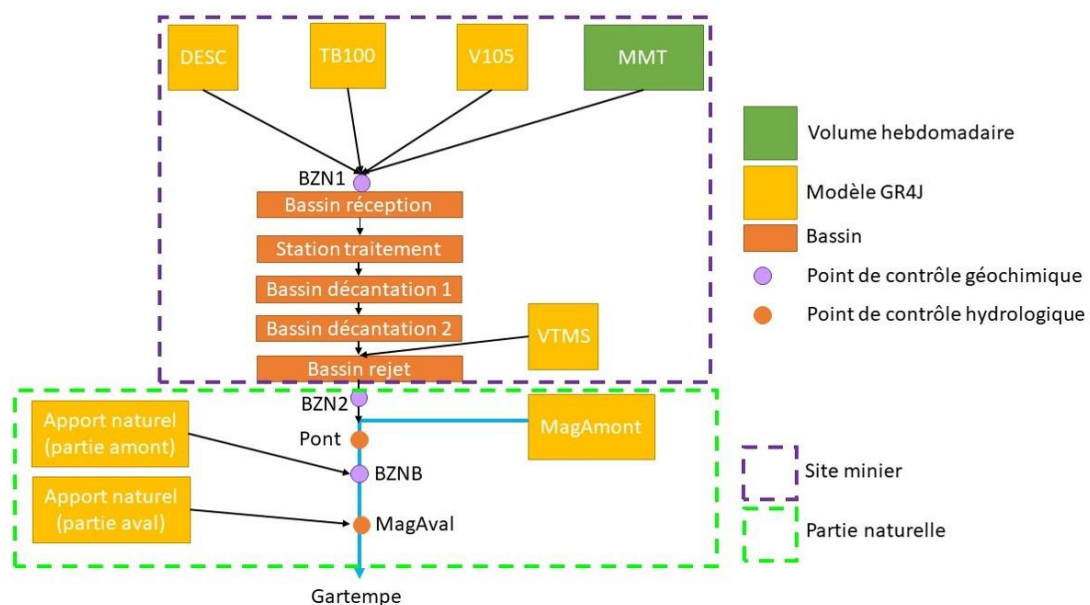 DESC
TB100
V105
MMT
BZN1
Bassin réception
Station traitement
Bassin décantation 1
Bassin décantation 2
VTMS
Bassin rejet
BZN2
Apport naturel
(partie amont)
MagAmont
Pont
BZNB
Apport naturel
(partie aval)
MagAval
Gartempe
Volume hebdomadaire
Modèle GR4J
Bassin
Point de contrôle géochimique
Point de contrôle hydrologique
Site minier
Partie naturelle